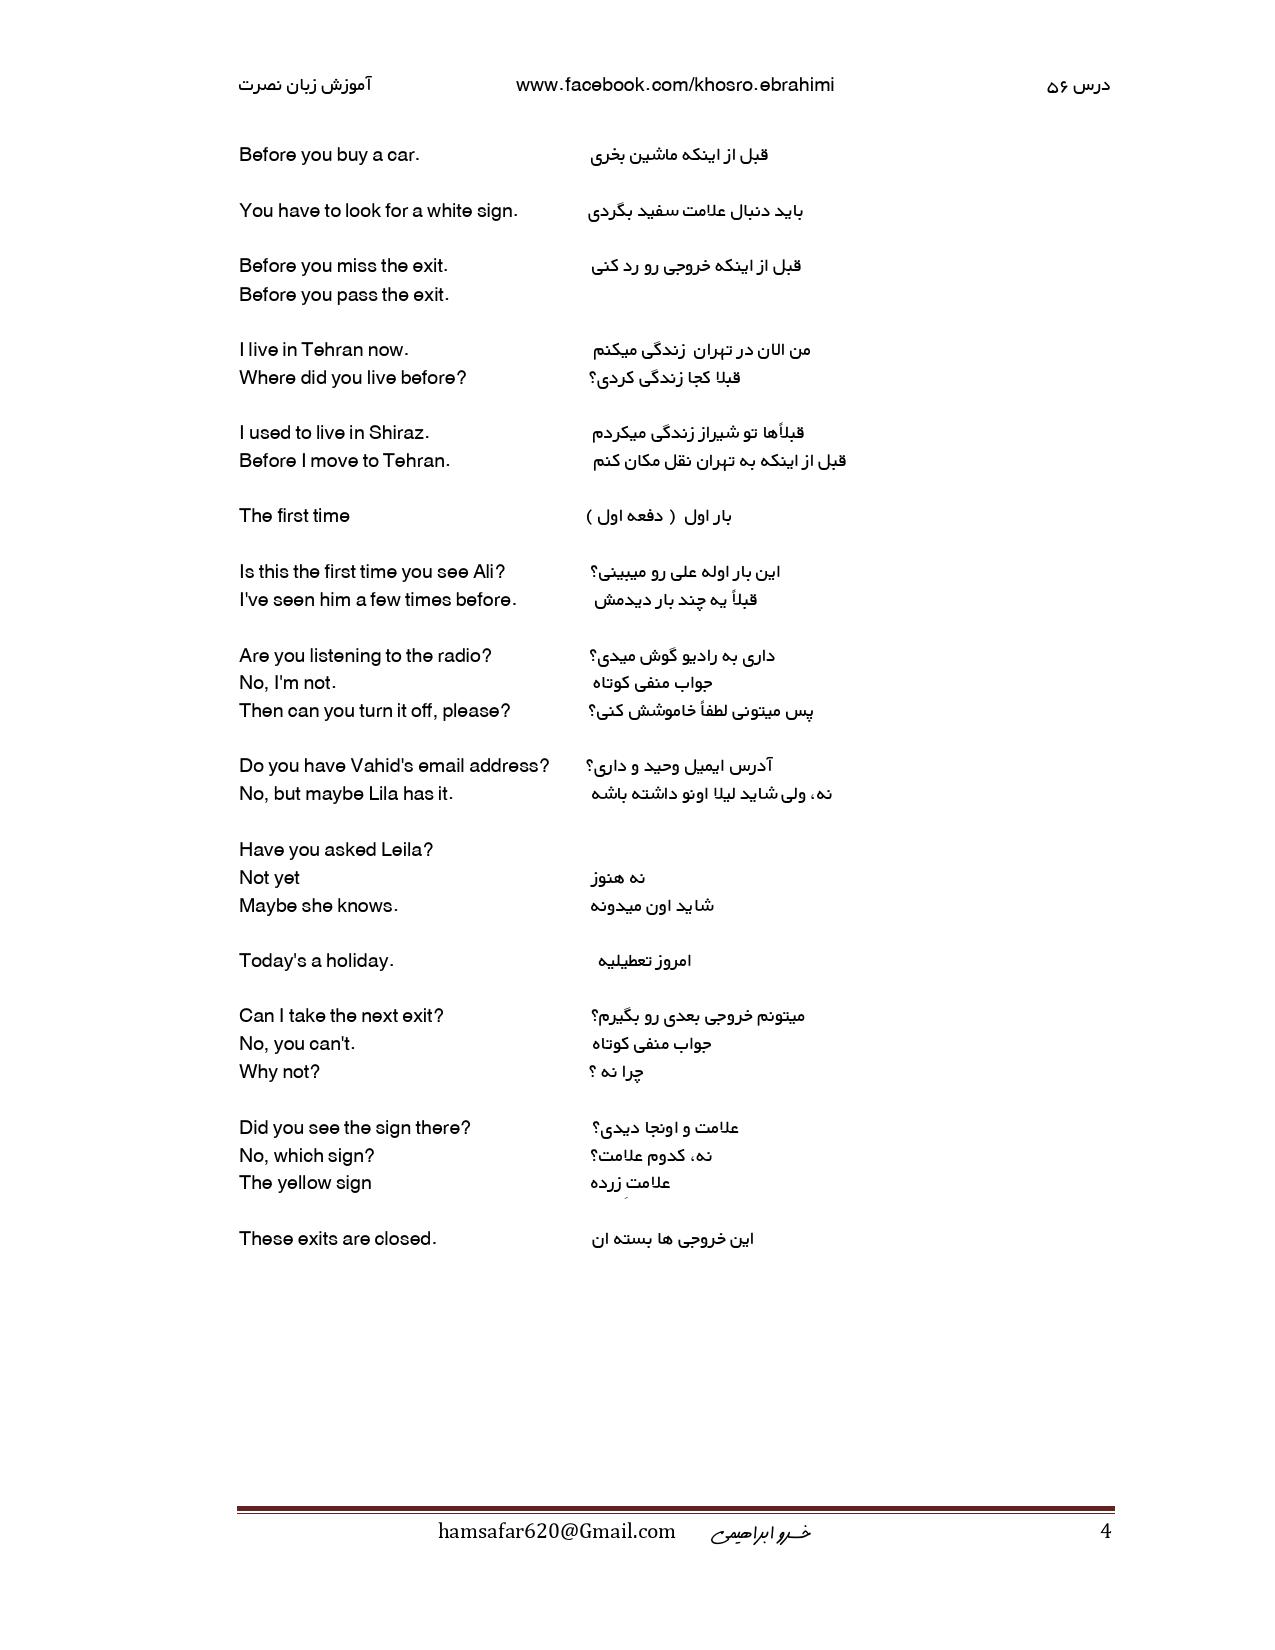 آموزش زبان نصرت www.facebook.com/khosro.ebrahimi درس ۵۶
Before you buy a car. قبل از اینکه ماشین بخری
You have to look for a white sign. باید دنبال علامت سفید بگردی
Before you miss the exit. قبل از اینکه خروجی رو رد کنی
Before you pass the exit.
I live in Tehran now. من الان در تهران زندگی میکنم
Where did you live before? قبلا کجا زندگی کردی؟
I used to live in Shiraz. قبلاًها تو شیراز زندگی میکردم
Before I move to Tehran. قبل از اینکه به تهران نقل مکان کنم
The first time بار اول ( دفعه اول )
Is this the first time you see Ali? این بار اوله علی رو میبینی؟
I've seen him a few times before. قبلاً یه چند بار دیدمش
Are you listening to the radio? داری به رادیو گوش میدی؟
No, I'm not. جواب منفی کوتاه
Then can you turn it off, please? پس میتونی لطفاً خاموشش کنی؟
Do you have Vahid's email address? آدرس ایمیل وحید و داری؟
No, but maybe Lila has it. نه، ولی شاید لیلا اونو داشته باشه
Have you asked Leila?
Not yet نه هنوز
Maybe she knows. شاید اون میدونه
Today's a holiday. امروز تعطیلیه
Can I take the next exit? میتونم خروجی بعدی رو بگیرم؟
No, you can't. جواب منفی کوتاه
Why not? چرا نه ؟
Did you see the sign there? علامت و اونجا دیدی؟
No, which sign? نه، کدوم علامت؟
The yellow sign علامتِ زرده
These exits are closed. این خروجی ها بسته ان
hamsafar620@Gmail.com خسرو ابراهیمی 4